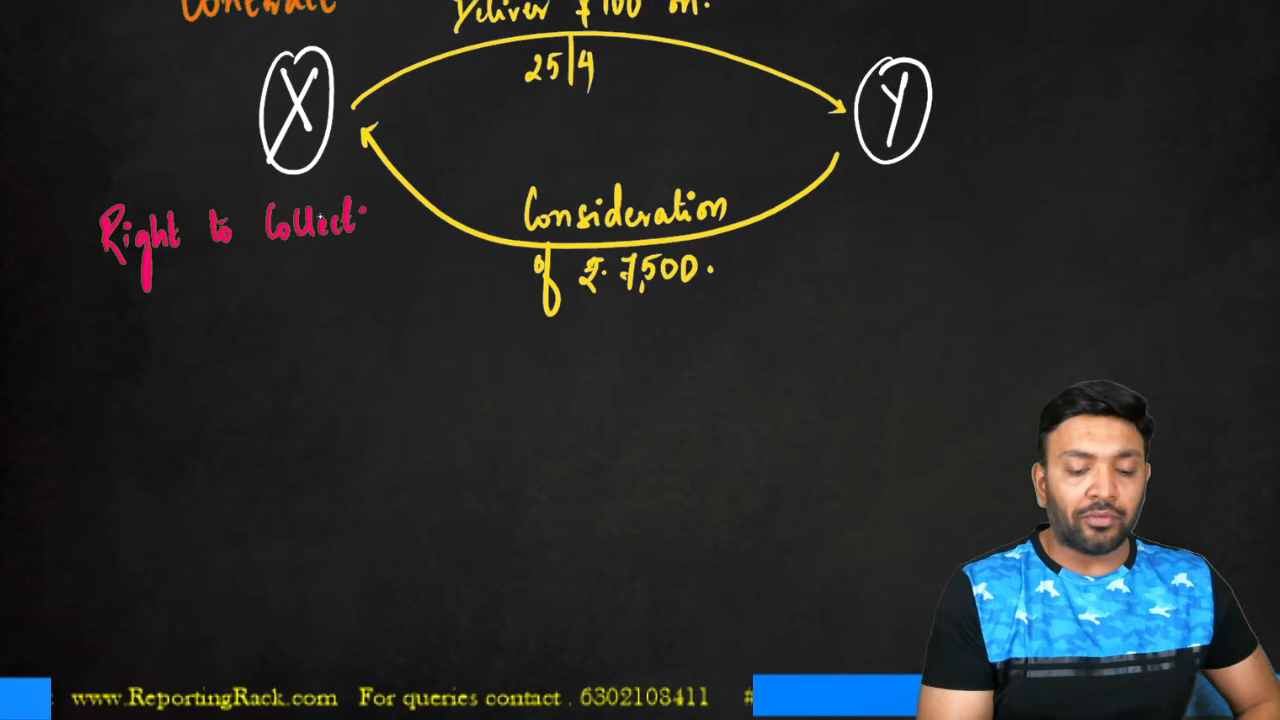 Contract
Deliver $ 100 on.
25|4
X
Y
Consideration
of ₹. 7,500.
Right to Collect.
www.ReportingRack.com For queries contact . 6302108411 #